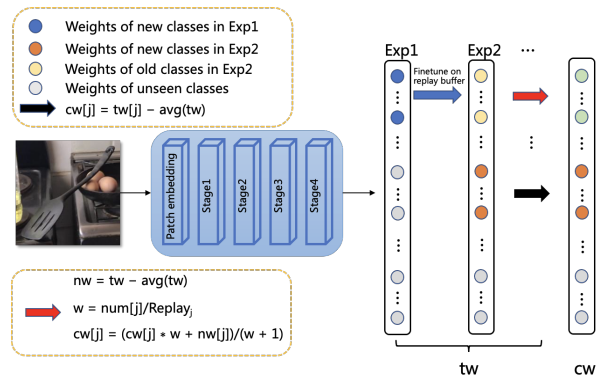 Weights of new classes in Exp1
Weights of new classes in Exp2
Weights of old classes in Exp2
Weights of unseen classes
cw[j] = tw[j] − avg(tw)
Patch embedding
Stage1
Stage2
Stage3
Stage4
nw = tw − avg(tw)
w = num[j]/Replayⱼ
cw[j] = (cw[j] * w + nw[j])/(w + 1)
Exp1
Exp2
...
Finetune on
replay buffer
tw
cw